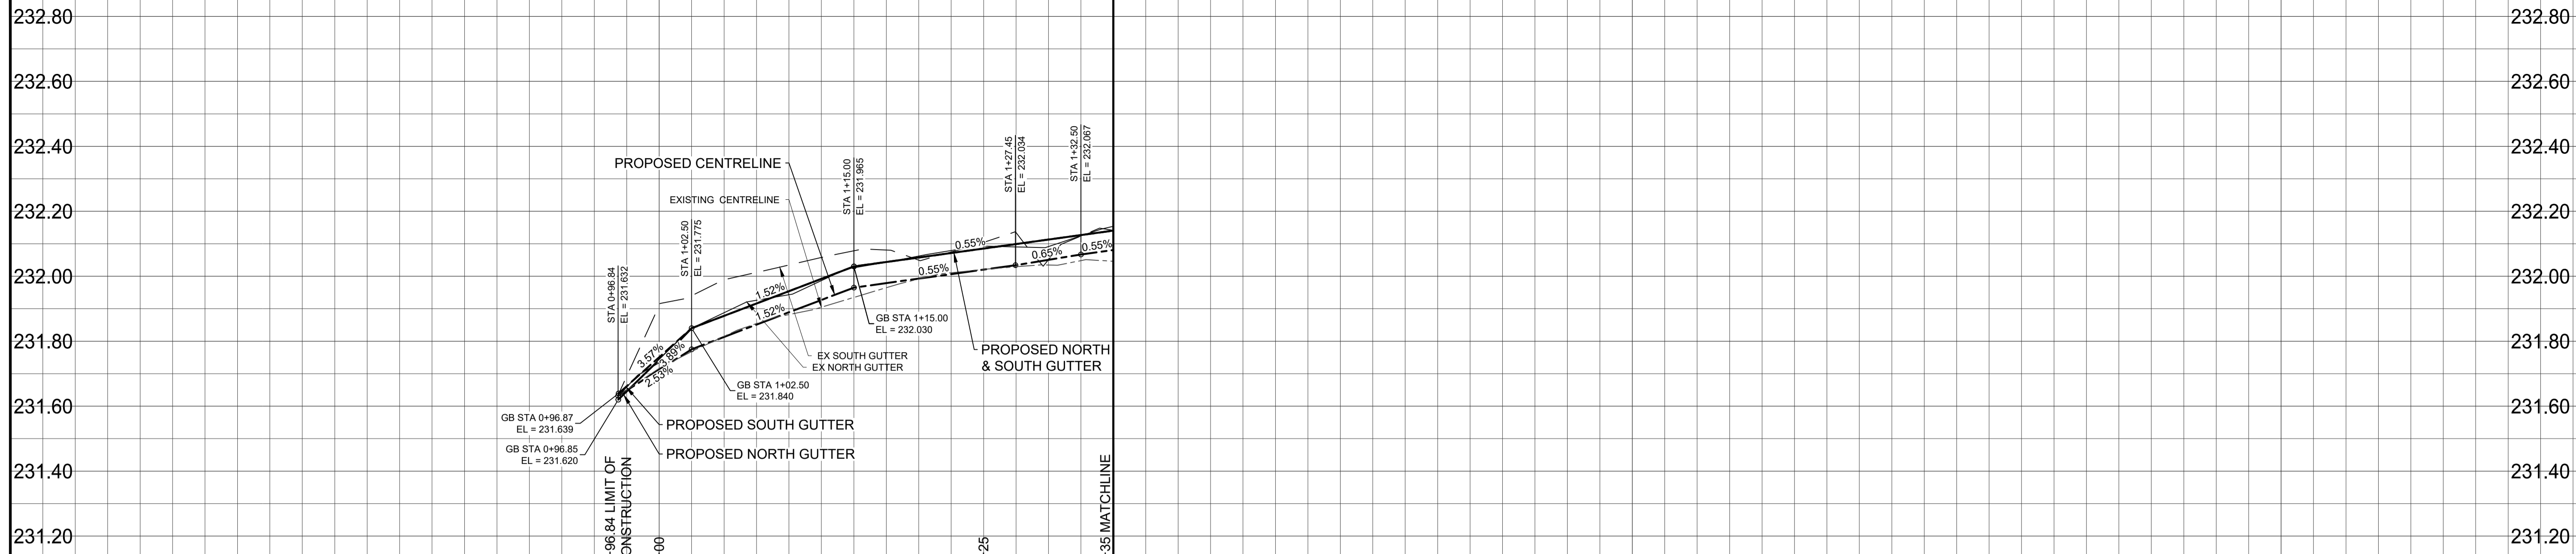 232.80
232.80
232.60
232.60
232.40
232.40
232.20
232.20
232.00
232.00
231.80
231.80
231.60
231.60
231.40
231.40
231.20
231.20
PROPOSED CENTRELINE
EXISTING  CENTRELINE
STA 0+96.84
EL = 231.632
STA 1+02.50
EL = 231.775
STA 1+15.00
EL = 231.965
STA 1+27.45
EL = 232.034
STA 1+32.50
EL = 232.067
3.57%
3.89%
2.53%
1.52%
1.52%
0.55%
0.55%
0.65%
0.55%
GB STA 1+15.00
EL = 232.030
EX SOUTH GUTTER
EX NORTH GUTTER
PROPOSED NORTH
& SOUTH GUTTER
GB STA 1+02.50
EL = 231.840
GB STA 0+96.87
EL = 231.639
GB STA 0+96.85
EL = 231.620
PROPOSED SOUTH GUTTER
PROPOSED NORTH GUTTER
96.84 LIMIT OF
ONSTRUCTION
00
25
35 MATCHLINE